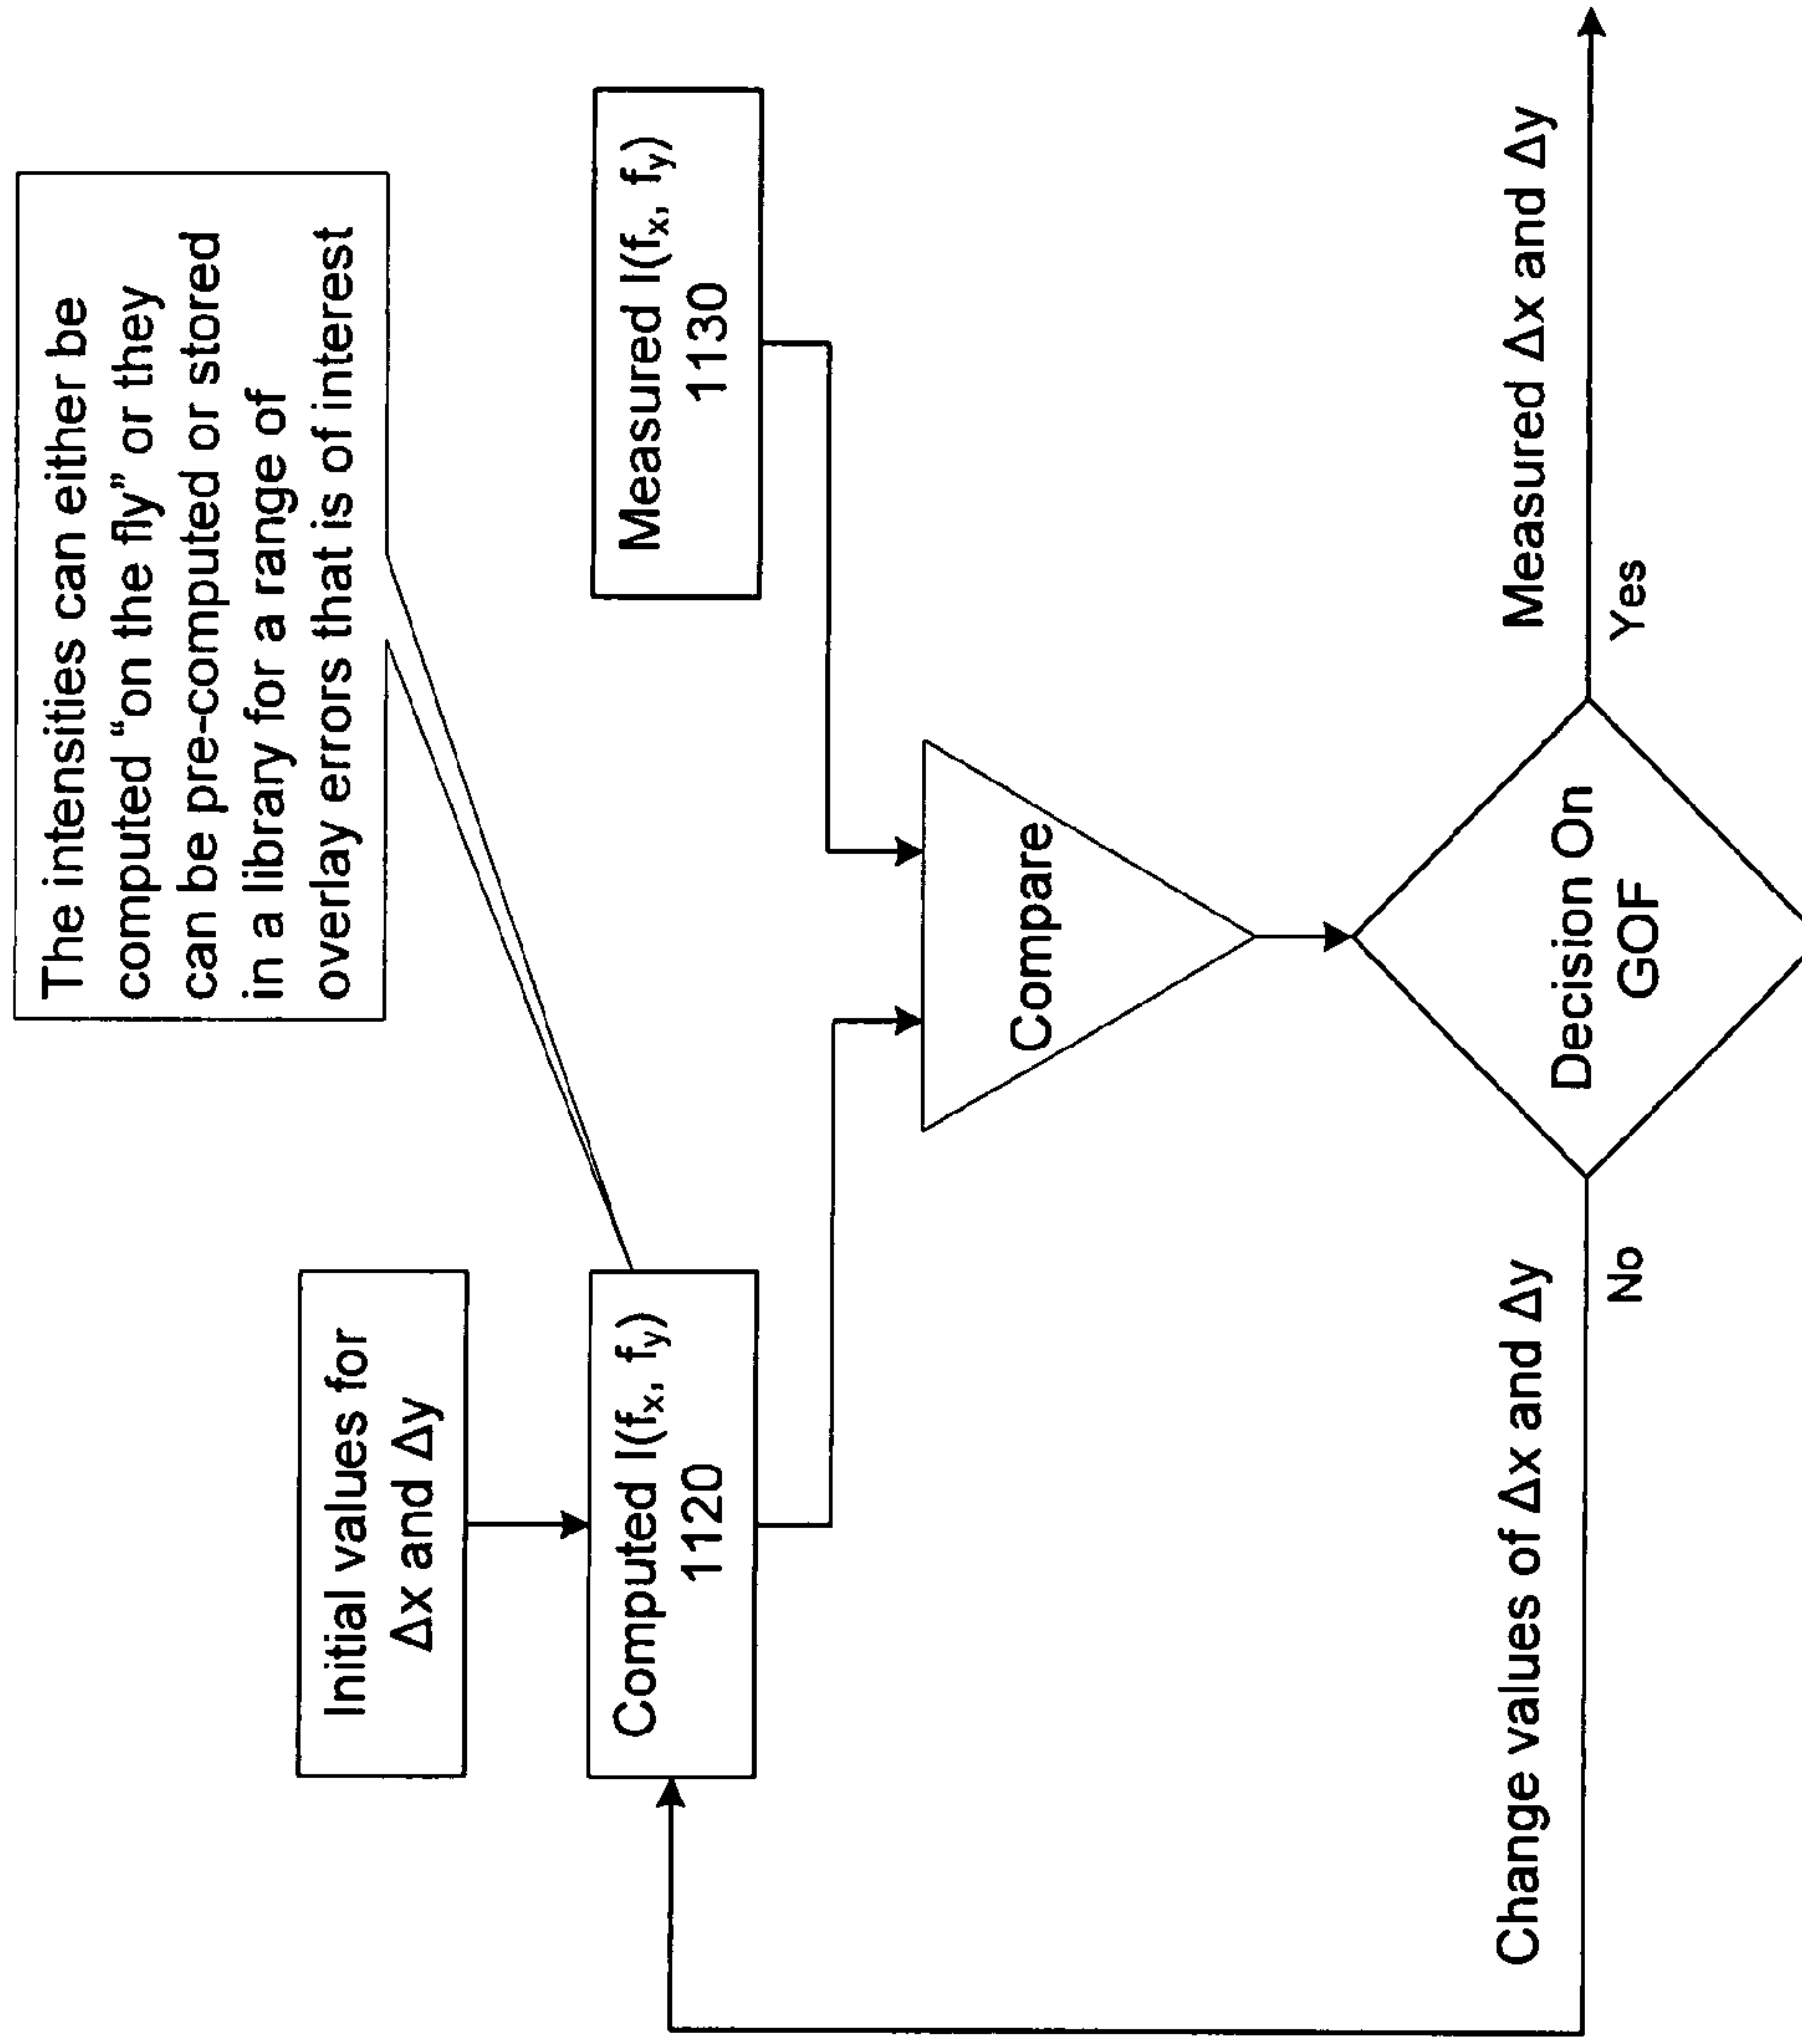 The intensities can either be
computed “on the fly” or they
can be pre-computed or stored
in a library for a range of
overlay errors that is of interest
Initial values for
Δx and Δy
Computed I(fx, fy)
1120
Measured I(fx, fy)
1130
Compare
Decision On
GOF
Change values of Δx and Δy
No
Measured Δx and Δy
Yes